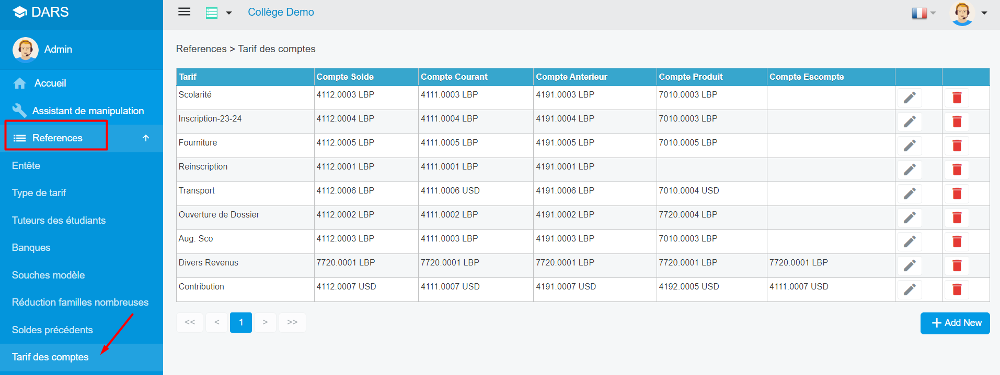 DARS
Collège Demo
Admin
Accueil
Assistant de manipulation
References
Entête
Type de tarif
Tuteurs des étudiants
Banques
Souches modèle
Réduction familles nombreuses
Soldes précédents
Tarif des comptes
References > Tarif des comptes
Tarif Compte Solde Compte Courant Compte Anterieur Compte Produit Compte Escompte
Scolarité 4112.0003 LBP 4111.0003 LBP 4191.0003 LBP 7010.0003 LBP
Inscription-23-24 4112.0004 LBP 4111.0004 LBP 4191.0004 LBP 7010.0003 LBP
Fourniture 4112.0005 LBP 4111.0005 LBP 4191.0005 LBP 7010.0005 LBP
Reinscription 4112.0001 LBP 4111.0001 LBP 4191.0001 LBP
Transport 4112.0006 LBP 4111.0006 USD 4191.0006 LBP 7010.0004 USD
Ouverture de Dossier 4112.0002 LBP 4111.0002 LBP 4191.0002 LBP 7720.0004 LBP
Aug. Sco 4112.0003 LBP 4111.0003 LBP 4191.0003 LBP 7010.0003 LBP
Divers Revenus 7720.0001 LBP 7720.0001 LBP 7720.0001 LBP 7720.0001 LBP 7720.0001 LBP
Contribution 4112.0007 USD 4111.0007 USD 4191.0007 USD 4192.0005 USD 4111.0007 USD
<< < 1 > >>
+ Add New